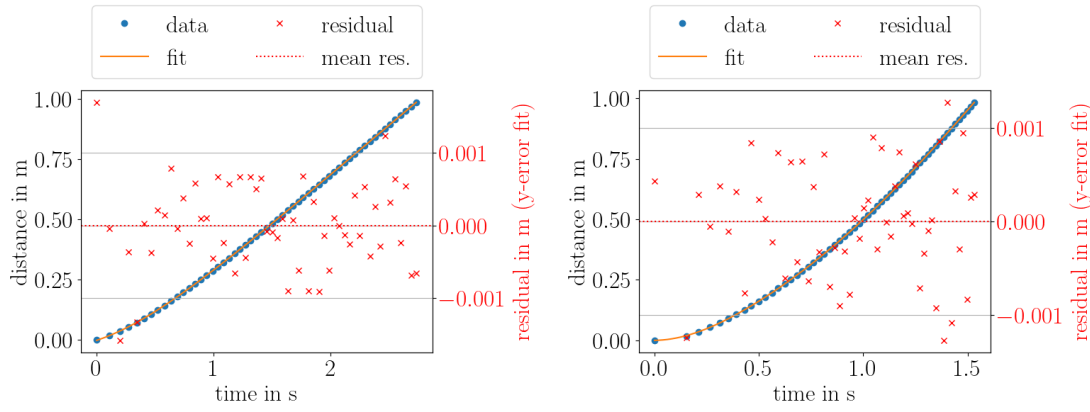 data
residual
fit
mean res.
1.00
0.75
0.50
0.25
0.00
distance in m
0.001
0.000
−0.001
residual in m (y-error fit)
0
1
2
time in s
data
residual
fit
mean res.
1.00
0.75
0.50
0.25
0.00
distance in m
0.001
0.000
−0.001
residual in m (y-error fit)
0.0
0.5
1.0
1.5
time in s